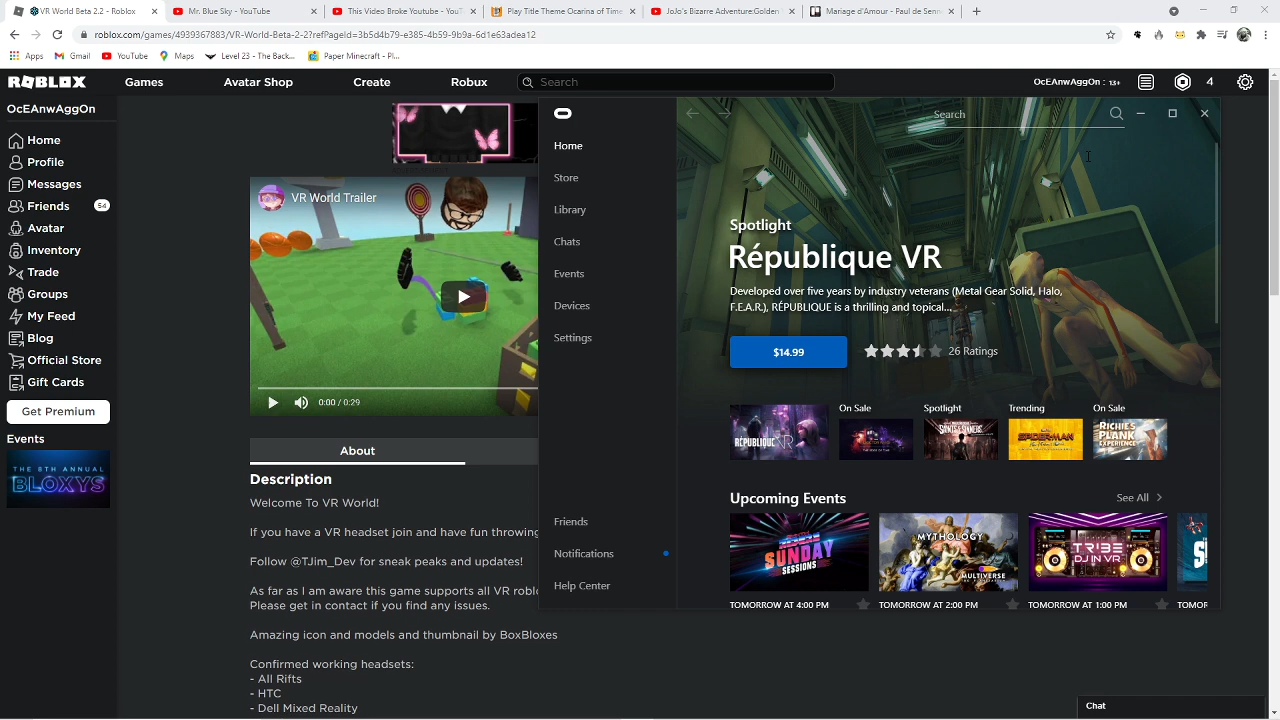 VR World Beta 2.2 - Roblox
Mr. Blue Sky - YouTube
This Video Broke Youtube - YouT
Play Title Theme Ocarina of Time
JoJo's Bizarre Adventure:Golden
Mariage d'Amour - Paul de Senne
roblox.com/games/4939367883/VR-World-Beta-2-2?refPageId=3b5d4b79-e385-4b59-9b9a-6d1e63adea12
Apps
Gmail
YouTube
Maps
Level 23 - The Back...
Paper Minecraft - Pl...
ROBLOX
Games
Avatar Shop
Create
Robux
Search
OcEAnwAggOn : 13+
4
OcEAnwAggOn
Home
Profile
Messages
Friends
54
Avatar
Inventory
Trade
Groups
My Feed
Blog
Official Store
Gift Cards
Get Premium
Events
THE 8TH ANNUAL
BLOXYS
VR World Trailer
0:00 / 0:29
About
Description
Welcome To VR World!
If you have a VR headset join and have fun throwing
Follow @TJim_Dev for sneak peaks and updates!
As far as I am aware this game supports all VR roblo
Please get in contact if you find any issues.
Amazing icon and models and thumbnail by BoxBloxes
Confirmed working headsets:
- All Rifts
- HTC
- Dell Mixed Reality
Home
Store
Library
Chats
Events
Devices
Settings
Friends
Notifications
Help Center
Search
Spotlight
République VR
Developed over five years by industry veterans (Metal Gear Solid, Halo,
F.E.A.R.), RÉPUBLIQUE is a thrilling and topical...
$14.99
26 Ratings
RÉPUBLIQUE VR
On Sale
Spotlight
SAINTS & SINNERS
Trending
SPIDER-MAN
On Sale
RICHIE'S
PLANK
EXPERIENCE
Upcoming Events
See All
SUNDAY
SESSIONS
MYTHOLOGY
MULTIVERSE
TRIBE
DJ IN VR
TOMORROW AT 4:00 PM
TOMORROW AT 2:00 PM
TOMORROW AT 1:00 PM
TOMOR
Chat